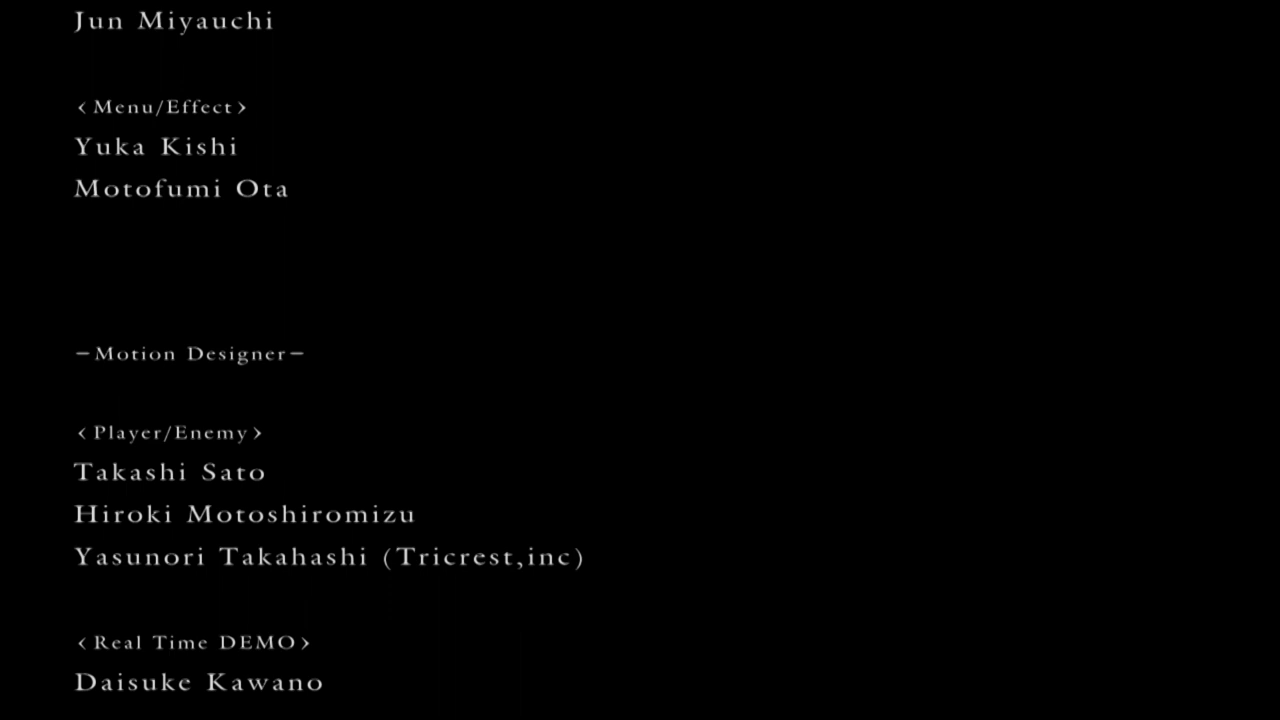 Jun Miyauchi
‹Menu/Effect›
Yuka Kishi
Motofumi Ota
−Motion Designer−
‹Player/Enemy›
Takashi Sato
Hiroki Motoshiromizu
Yasunori Takahashi (Tricrest,inc)
‹Real Time DEMO›
Daisuke Kawano